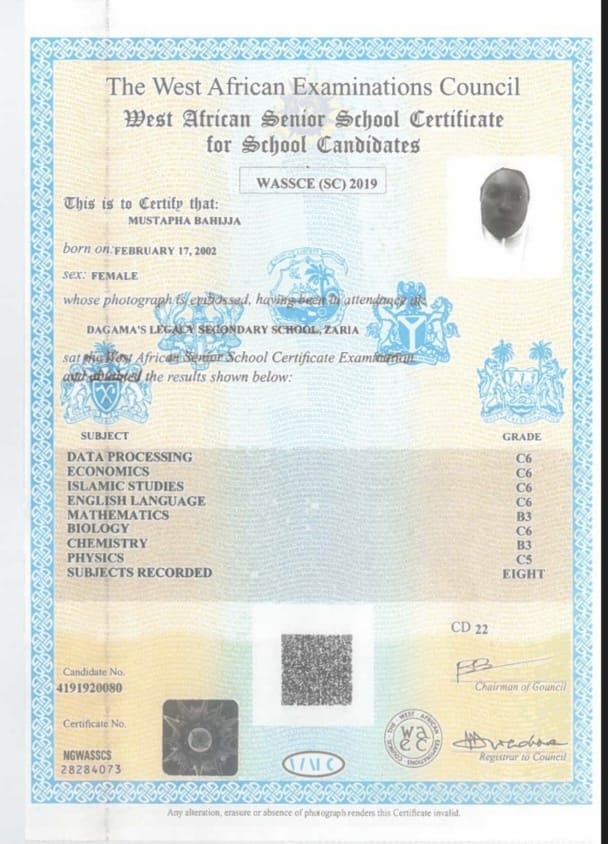 The West African Examinations Council
West African Senior School Certificate
for School Candidates
WASSCE (SC) 2019
This is to Certify that:
MUSTAPHA BAHIJJA
born on: FEBRUARY 17, 2002
sex: FEMALE
whose photograph is embossed, having been in attendance at:
DAGAMA'S LEGACY SECONDARY SCHOOL, ZARIA
sat the West African Senior School Certificate Examination
and obtained the results shown below:
SUBJECT GRADE
DATA PROCESSING C6
ECONOMICS C6
ISLAMIC STUDIES C6
ENGLISH LANGUAGE C6
MATHEMATICS B3
BIOLOGY C6
CHEMISTRY B3
PHYSICS C5
SUBJECTS RECORDED EIGHT
CD 22
Candidate No.
4191920080
Chairman of Council
Certificate No.
NGWASSCS
28284073
THE WEST AFRICAN EXAMINATIONS COUNCIL
waec
Registrar to Council
Any alteration, erasure or absence of photograph renders this Certificate invalid.